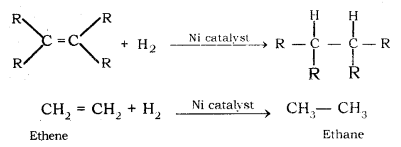 R R H H
C = C + H₂ Ni catalyst R – C – C – R
R R R R
CH₂ = CH₂ + H₂ Ni catalyst CH₃— CH₃
Ethene Ethane